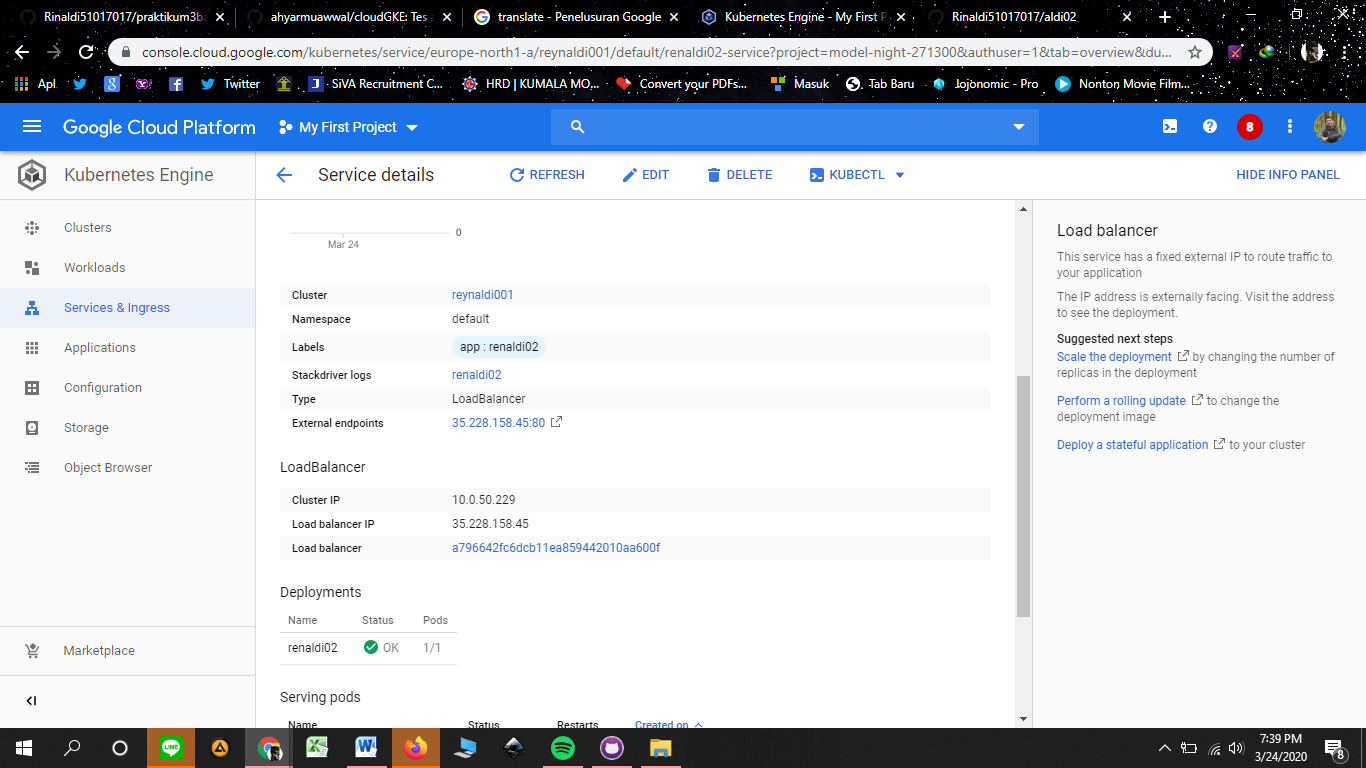 Rinaldi51017017/praktikum3ba
ahyarmuawwal/cloudGKE: Tes a
translate - Penelusuran Google
Kubernetes Engine - My First P
Rinaldi51017017/aldi02
console.cloud.google.com/kubernetes/service/europe-north1-a/reynaldi001/default/renaldi02-service?project=model-night-271300&authuser=1&tab=overview&du...
Apl
Twitter
SiVA Recruitment C...
HRD | KUMALA MO...
Convert your PDFs...
Masuk
Tab Baru
Jojonomic - Pro
Nonton Movie Film...
Google Cloud Platform
My First Project
8
Kubernetes Engine
Service details
REFRESH
EDIT
DELETE
KUBECTL
HIDE INFO PANEL
Clusters
Workloads
Services & Ingress
Applications
Configuration
Storage
Object Browser
Marketplace
0
Mar 24
Cluster reynaldi001
Namespace default
Labels app : renaldi02
Stackdriver logs renaldi02
Type LoadBalancer
External endpoints 35.228.158.45:80
LoadBalancer
Cluster IP 10.0.50.229
Load balancer IP 35.228.158.45
Load balancer a796642fc6dcb11ea859442010aa600f
Deployments
Name Status Pods
renaldi02 OK 1/1
Serving pods
Name Status Restarts Created on
Load balancer
This service has a fixed external IP to route traffic to
your application
The IP address is externally facing. Visit the address
to see the deployment.
Suggested next steps
Scale the deployment by changing the number of
replicas in the deployment
Perform a rolling update to change the
deployment image
Deploy a stateful application to your cluster
LINE
7:39 PM
3/24/2020
8